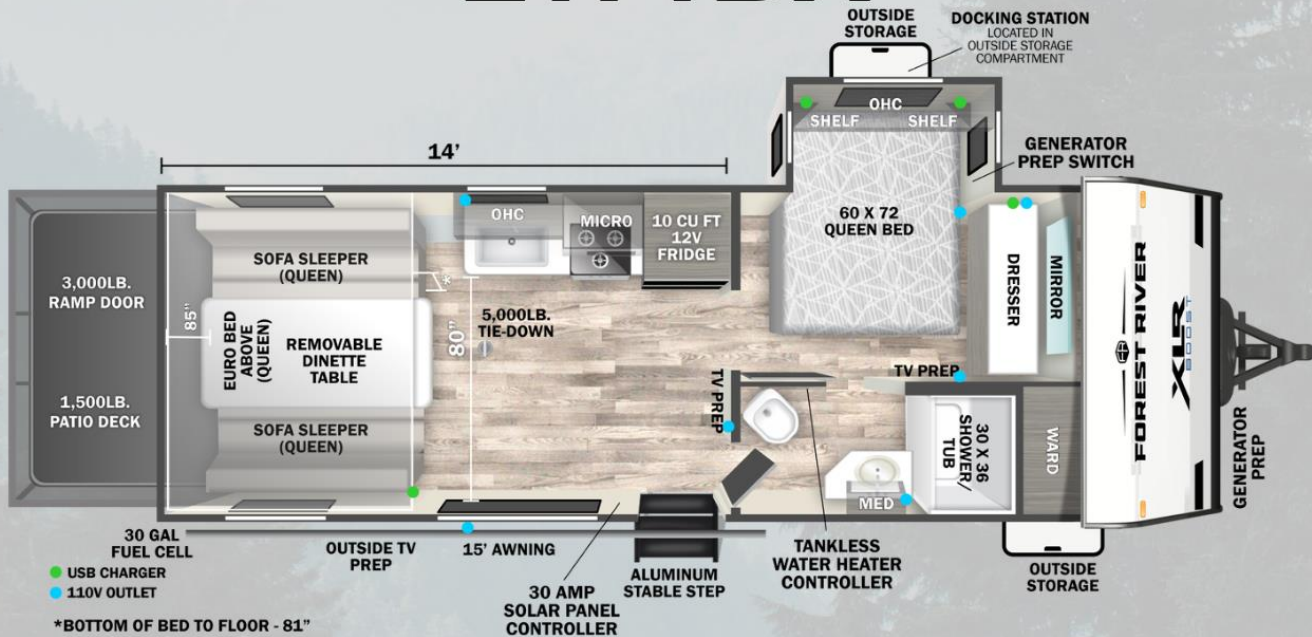 OUTSIDE
STORAGE
DOCKING STATION
LOCATED IN
OUTSIDE STORAGE
COMPARTMENT
OHC
SHELF
SHELF
GENERATOR
PREP SWITCH
14'
OHC
MICRO
10 CU FT
12V
FRIDGE
60 X 72
QUEEN BED
DRESSER
MIRROR
FOREST RIVER
XLR
BOOST
GENERATOR
PREP
3,000LB.
RAMP DOOR
1,500LB.
PATIO DECK
85"
SOFA SLEEPER
(QUEEN)
*
EURO BED
ABOVE
(QUEEN)
REMOVABLE
DINETTE
TABLE
SOFA SLEEPER
(QUEEN)
80"
5,000LB.
TIE-DOWN
TV PREP
TV PREP
30 X 36
SHOWER/
TUB
WARD
MED
30 GAL
FUEL CELL
OUTSIDE TV
PREP
15' AWNING
30 AMP
SOLAR PANEL
CONTROLLER
ALUMINUM
STABLE STEP
TANKLESS
WATER HEATER
CONTROLLER
OUTSIDE
STORAGE
USB CHARGER
110V OUTLET
*BOTTOM OF BED TO FLOOR - 81"